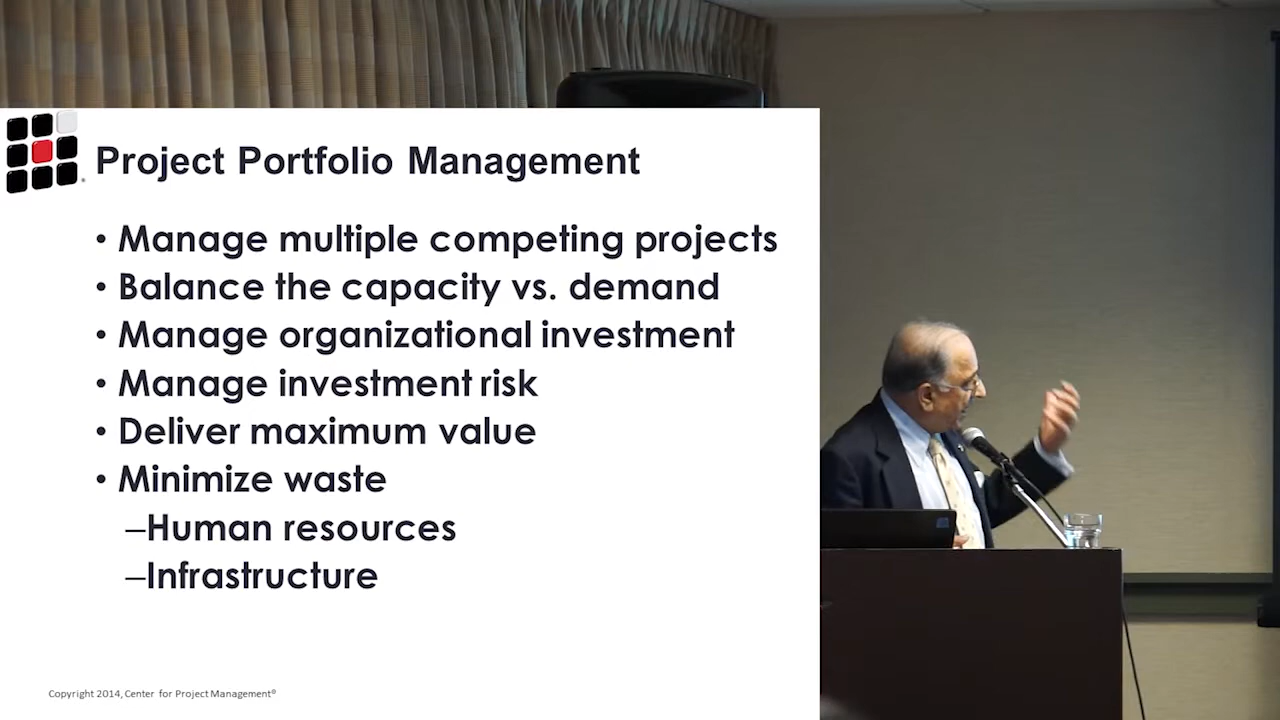 Project Portfolio Management
• Manage multiple competing projects
• Balance the capacity vs. demand
• Manage organizational investment
• Manage investment risk
• Deliver maximum value
• Minimize waste
–Human resources
–Infrastructure
Copyright 2014, Center for Project Management®